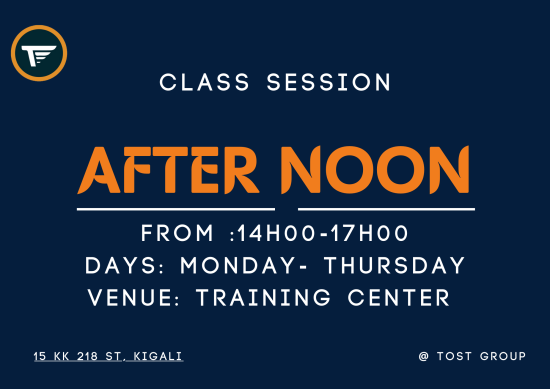 CLASS SESSION
AFTER NOON
FROM :14H00-17H00
DAYS: MONDAY- THURSDAY
VENUE: TRAINING CENTER
15 KK 218 ST, KIGALI
@ TOST GROUP